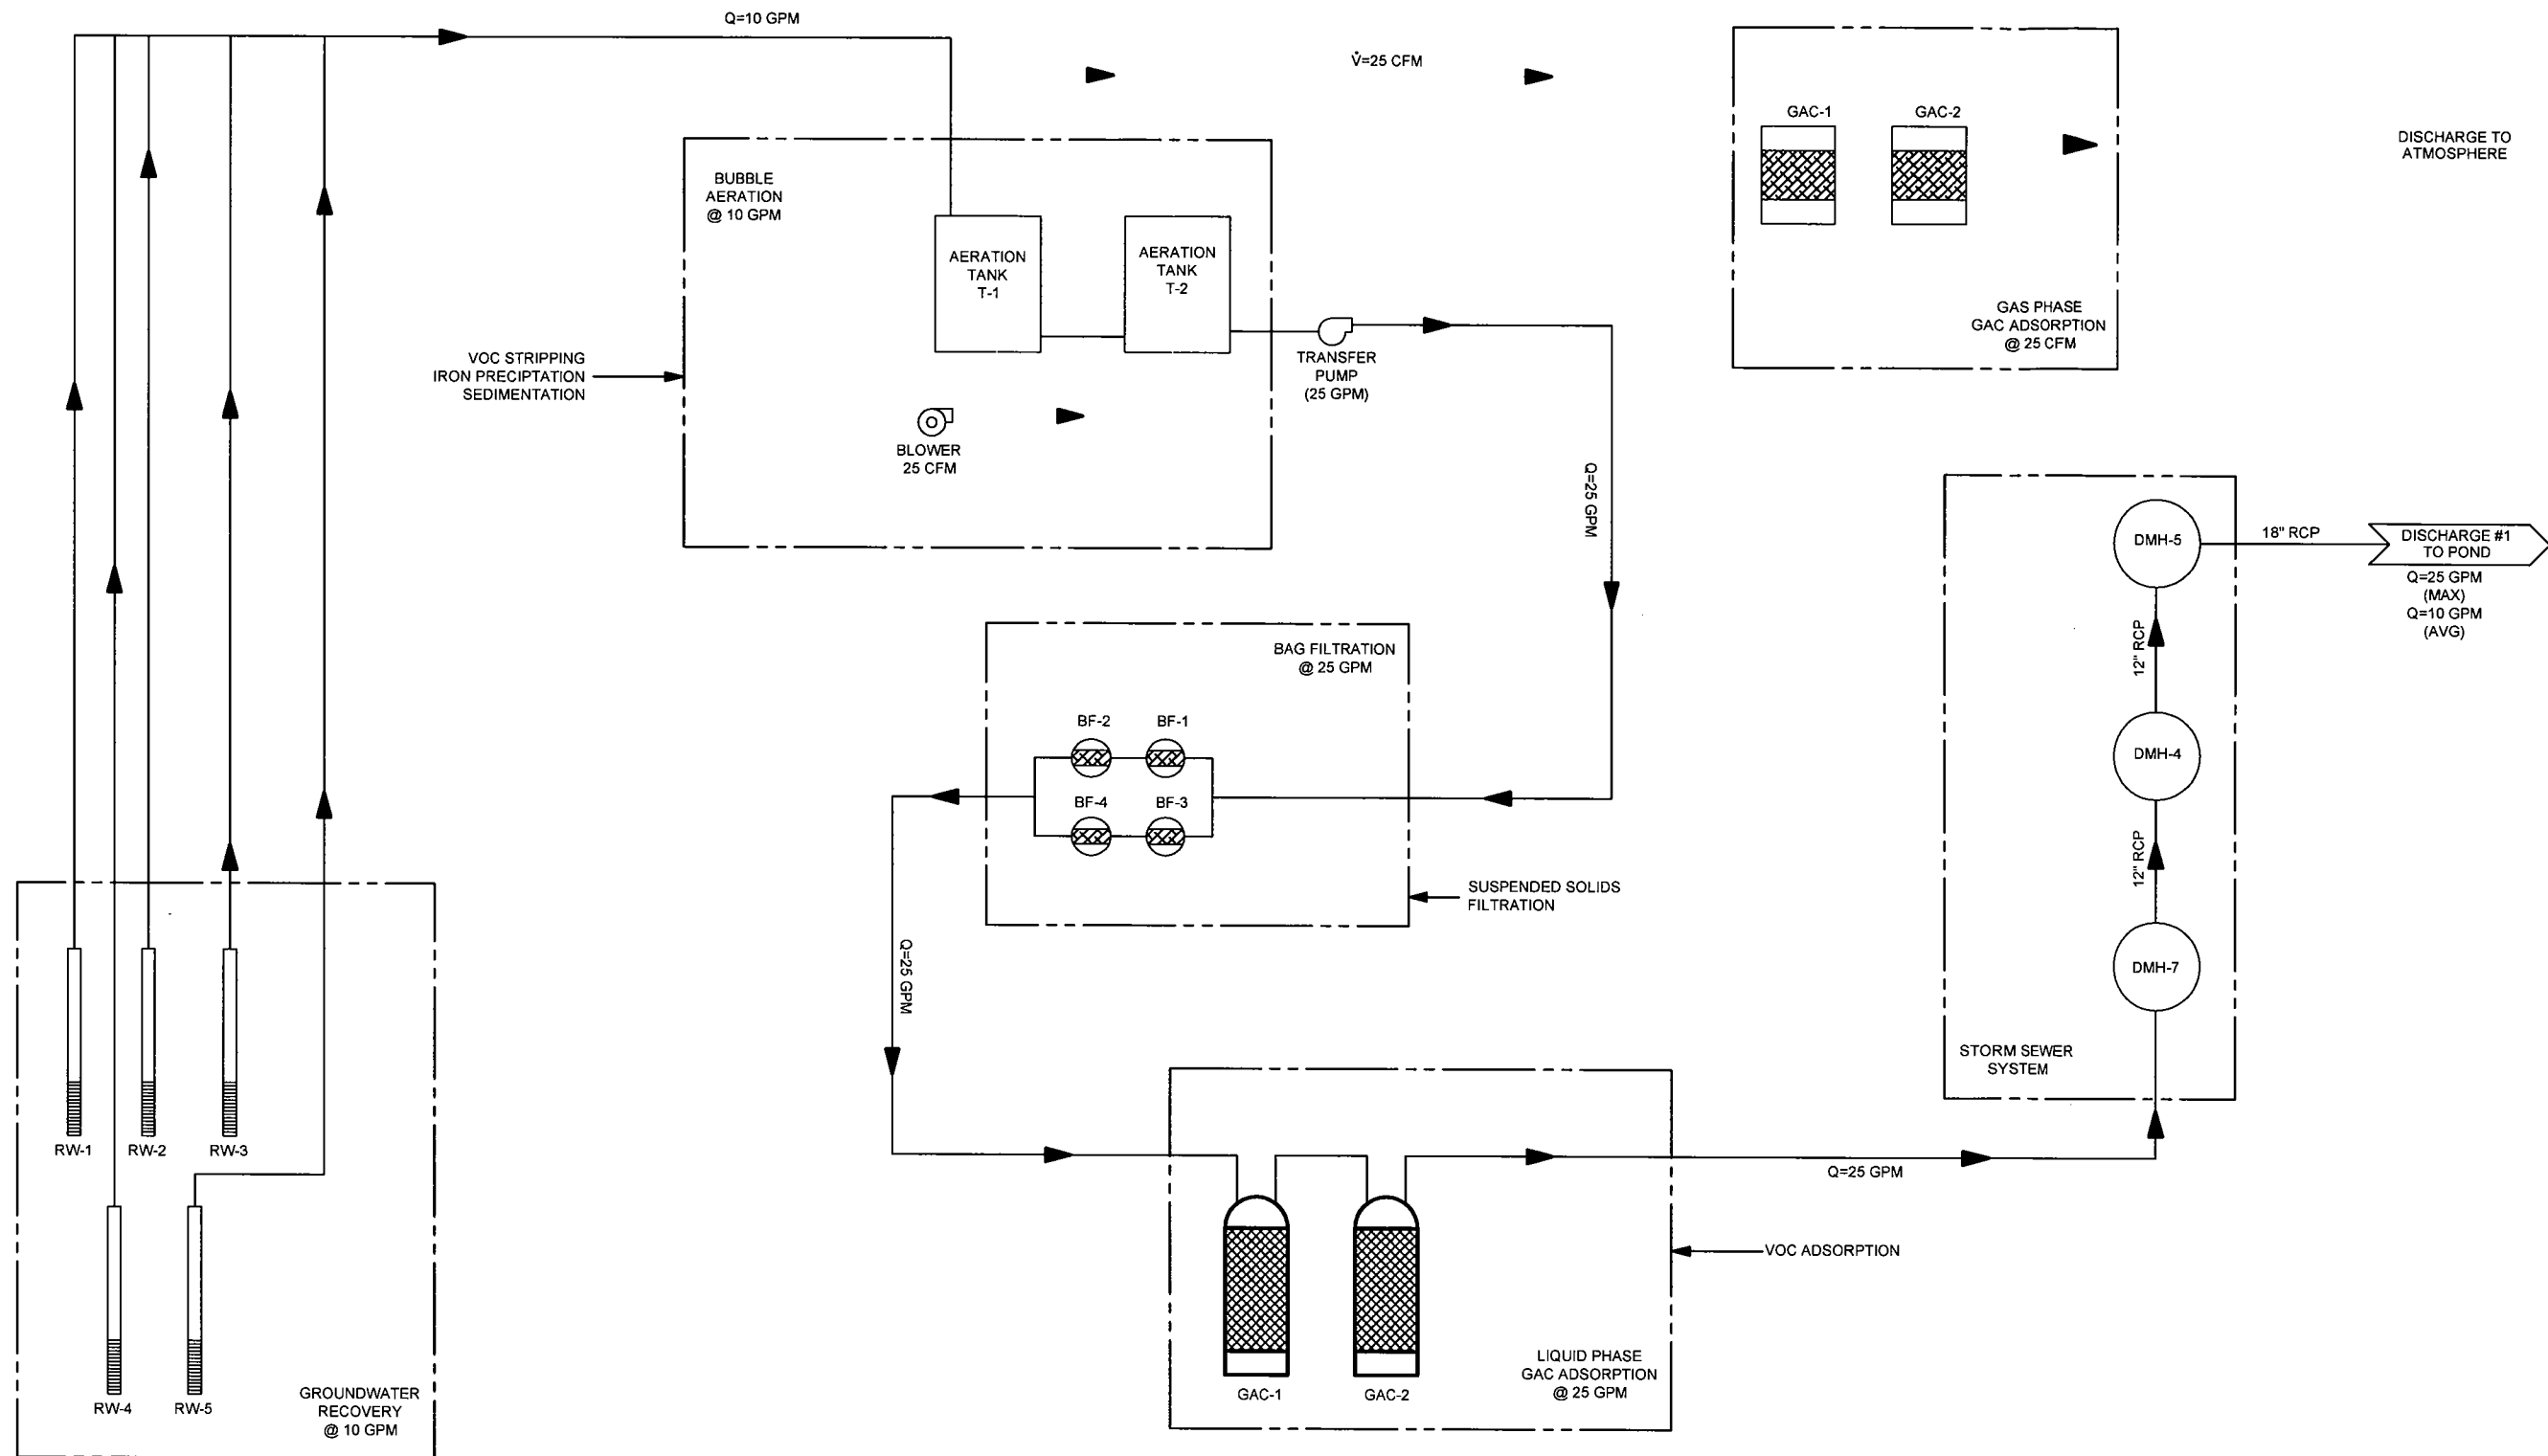 Q=10 GPM
V̇=25 CFM
GAC-1
GAC-2
DISCHARGE TO
ATMOSPHERE
GAS PHASE
GAC ADSORPTION
@ 25 CFM
BUBBLE
AERATION
@ 10 GPM
AERATION
TANK
T-1
AERATION
TANK
T-2
VOC STRIPPING
IRON PRECIPTATION
SEDIMENTATION
TRANSFER
PUMP
(25 GPM)
BLOWER
25 CFM
Q=25 GPM
BAG FILTRATION
@ 25 GPM
BF-2
BF-1
BF-4
BF-3
SUSPENDED SOLIDS
FILTRATION
Q=25 GPM
DMH-5
18" RCP
DISCHARGE #1
TO POND
Q=25 GPM
(MAX)
Q=10 GPM
(AVG)
12" RCP
DMH-4
12" RCP
DMH-7
STORM SEWER
SYSTEM
RW-1
RW-2
RW-3
RW-4
RW-5
GROUNDWATER
RECOVERY
@ 10 GPM
Q=25 GPM
VOC ADSORPTION
LIQUID PHASE
GAC ADSORPTION
@ 25 GPM
GAC-1
GAC-2